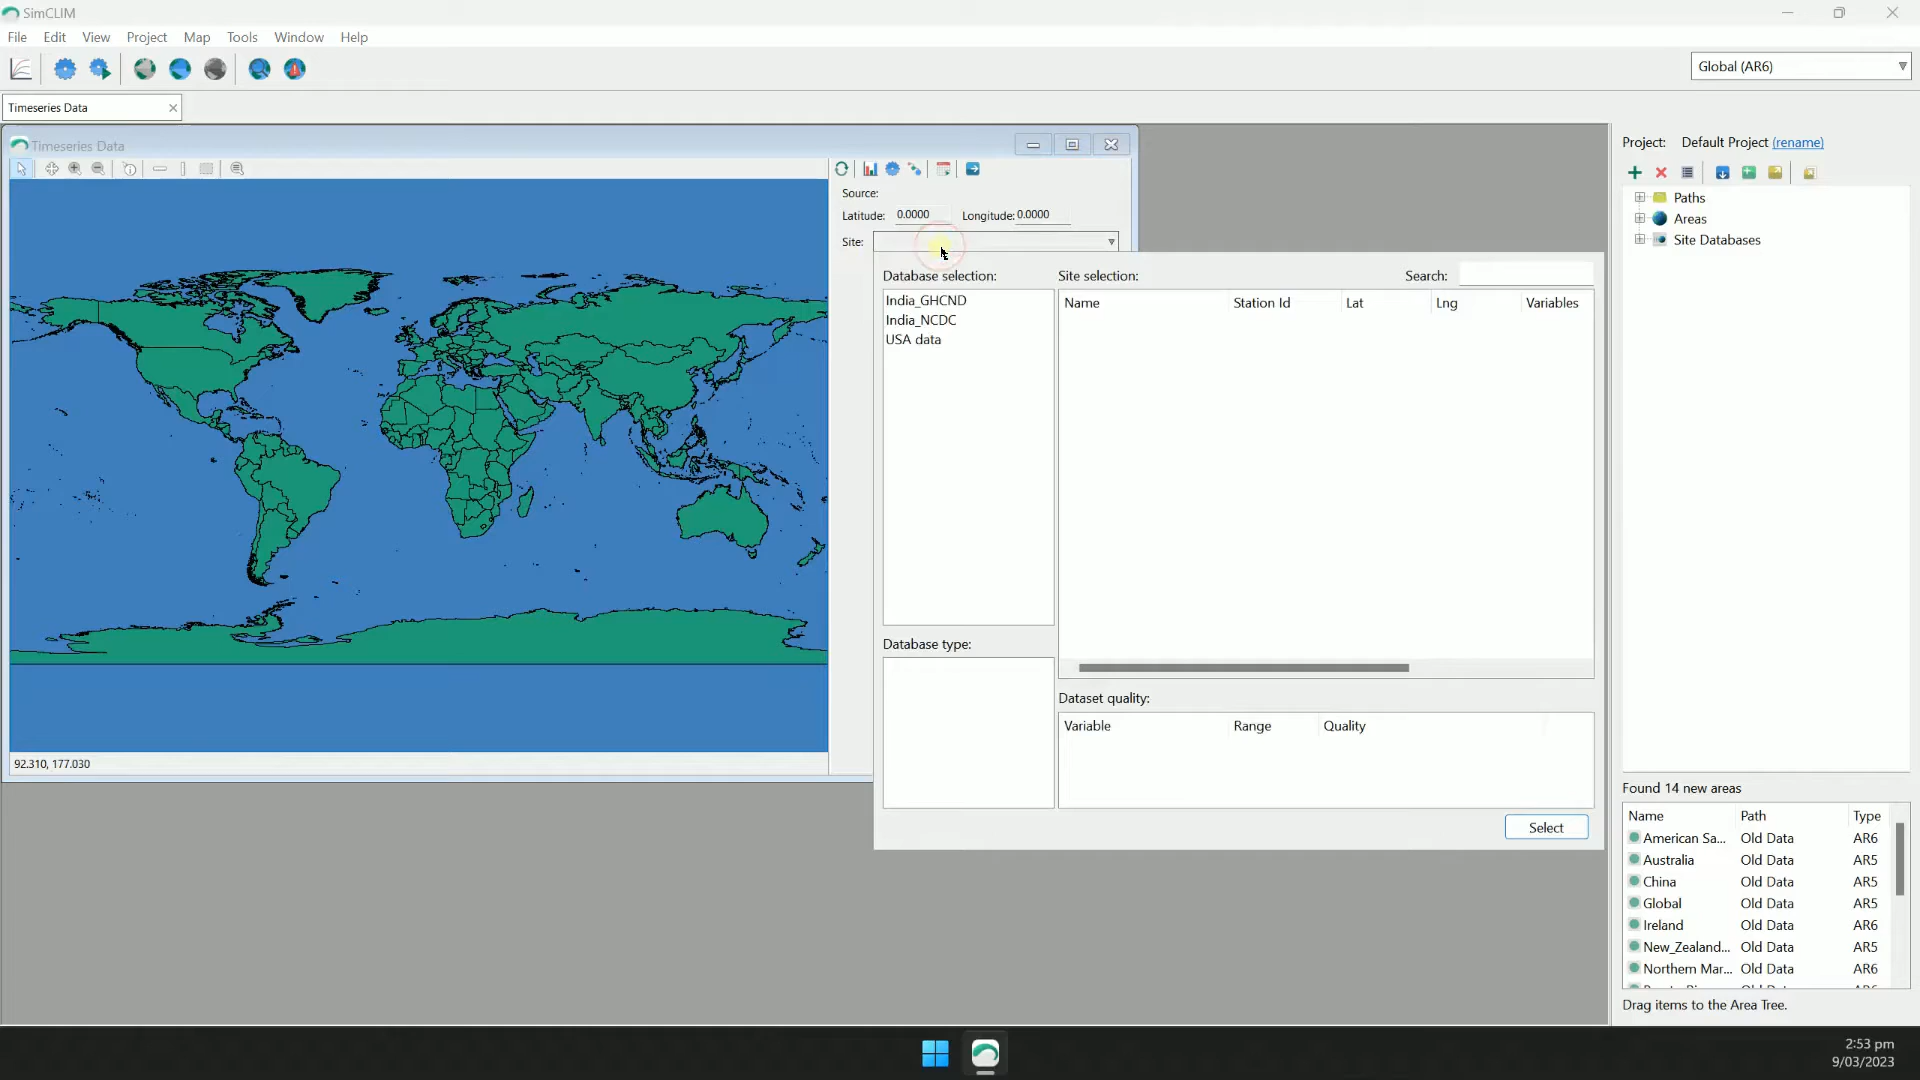 SimCLIM
File Edit View Project Map Tools Window Help
Global (AR6)
Timeseries Data
Timeseries Data
Source:
Latitude: 0.0000 Longitude: 0.0000
Site:
Database selection:
India_GHCND
India_NCDC
USA data
Database type:
Site selection:
Search:
Name Station Id Lat Lng Variables
Dataset quality:
Variable Range Quality
Select
92.310, 177.030
Project: Default Project (rename)
Paths
Areas
Site Databases
Found 14 new areas
Name Path Type
American Sa... Old Data AR6
Australia Old Data AR5
China Old Data AR5
Global Old Data AR5
Ireland Old Data AR6
New_Zealand... Old Data AR5
Northern Mar... Old Data AR6
Drag items to the Area Tree.
2:53 pm
9/03/2023